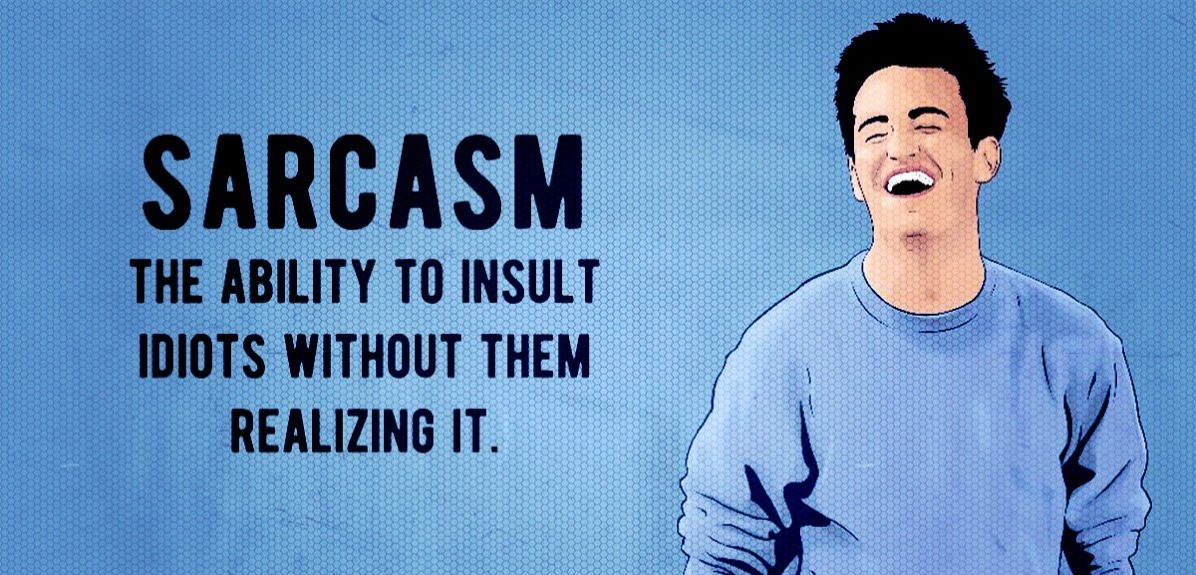 SARCASM
THE ABILITY TO INSULT
IDIOTS WITHOUT THEM
REALIZING IT.